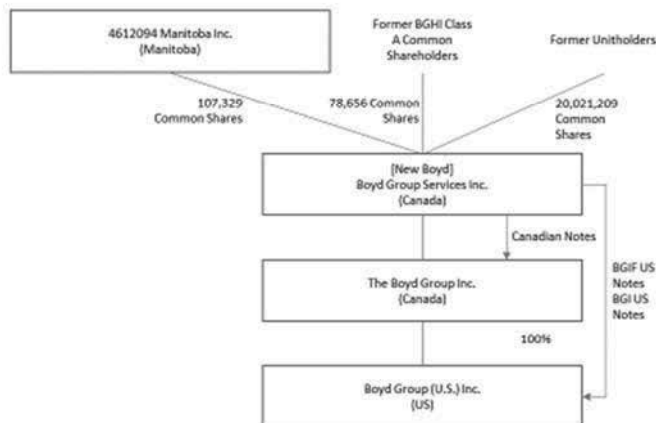 4612094 Manitoba Inc.
(Manitoba)
Former BGHI Class
A Common
Shareholders
Former Unitholders
107,329
Common Shares
78,656 Common
Shares
20,021,209
Common
Shares
[New Boyd]
Boyd Group Services Inc.
(Canada)
Canadian Notes
BGIF US
Notes
BGI US
Notes
The Boyd Group Inc.
(Canada)
100%
Boyd Group (U.S.) Inc.
(US)